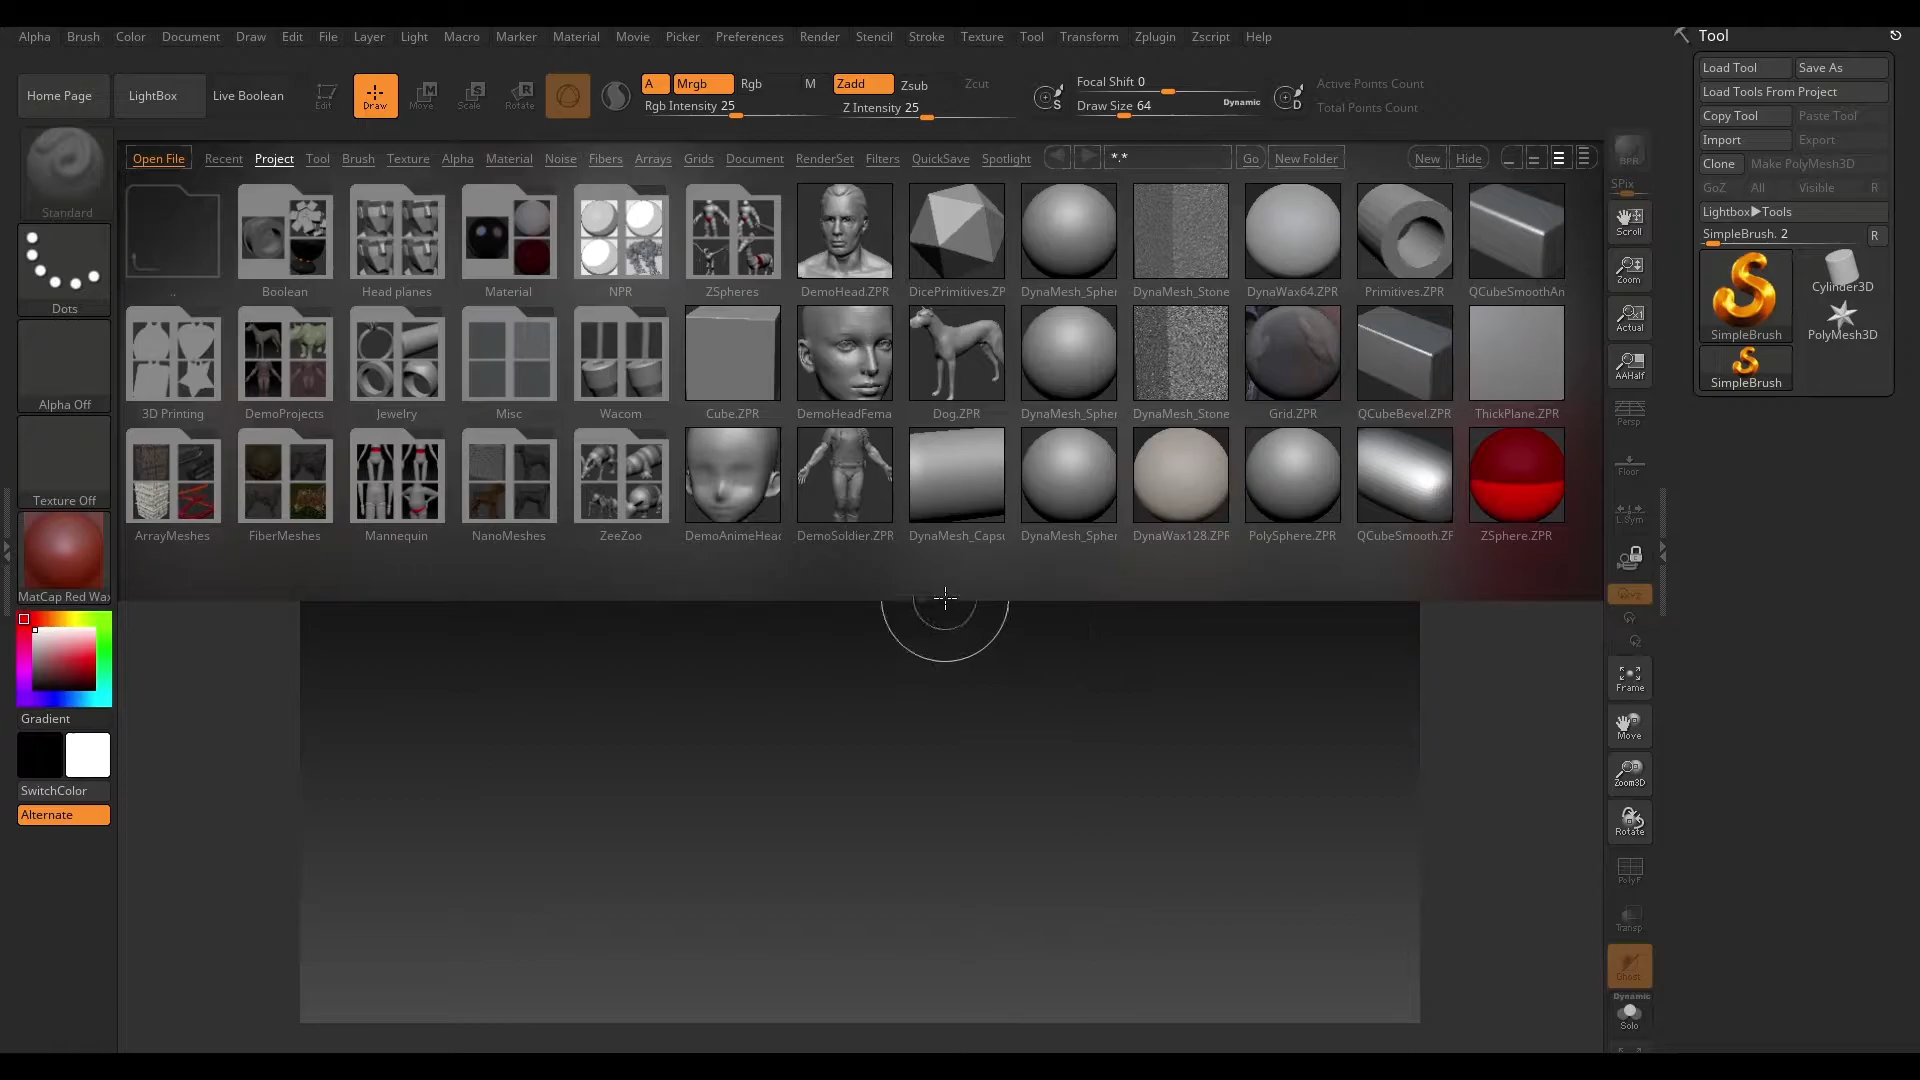 Alpha Brush Color Document Draw Edit File Layer Light Macro Marker Material Movie Picker Preferences Render Stencil Stroke Texture Tool Transform Zplugin Zscript Help
Tool
Home Page LightBox Live Boolean
Edit Draw Move Scale Rotate
A Mrgb Rgb M Zadd Zsub Zcut
Rgb Intensity 25 Z Intensity 25
S
Focal Shift 0
Draw Size 64 Dynamic
D
Active Points Count
Total Points Count
Load Tool Save As
Load Tools From Project
Copy Tool Paste Tool
Import Export
Clone Make PolyMesh3D
GoZ All Visible R
Lightbox▶Tools
SimpleBrush. 2 R
SimpleBrush
Cylinder3D
PolyMesh3D
SimpleBrush
Open File Recent Project Tool Brush Texture Alpha Material Noise Fibers Arrays Grids Document RenderSet Filters QuickSave Spotlight *.* Go New Folder New Hide
.. Boolean Head planes Material NPR ZSpheres DemoHead.ZPR DicePrimitives.ZP DynaMesh_Spher DynaMesh_Stone DynaWax64.ZPR Primitives.ZPR QCubeSmoothAn
3D Printing DemoProjects Jewelry Misc Wacom Cube.ZPR DemoHeadFema Dog.ZPR DynaMesh_Spher DynaMesh_Stone Grid.ZPR QCubeBevel.ZPR ThickPlane.ZPR
ArrayMeshes FiberMeshes Mannequin NanoMeshes ZeeZoo DemoAnimeHead DemoSoldier.ZPR DynaMesh_Capsu DynaMesh_Spher DynaWax128.ZPR PolySphere.ZPR QCubeSmooth.ZF ZSphere.ZPR
Standard
Dots
Alpha Off
Texture Off
MatCap Red Wax
Gradient
SwitchColor
Alternate
BPR
SPix
Scroll
Zoom
Actual
AAHalf
Persp
Floor
L.Sym
Frame
Move
Zoom3D
Rotate
PolyF
Transp
Ghost
Dynamic
Solo